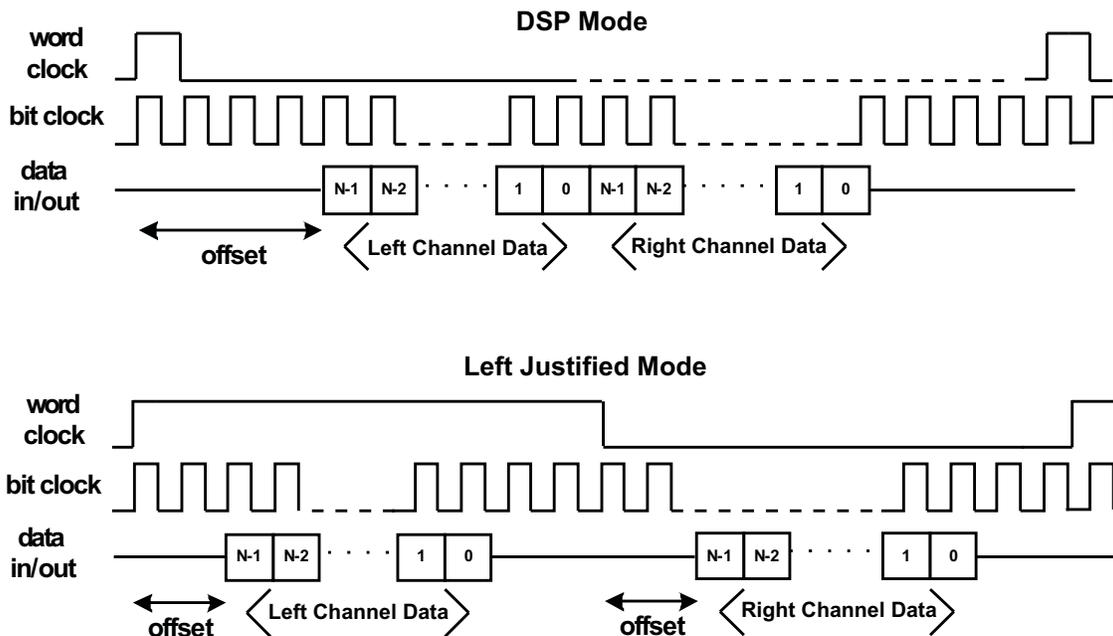 DSP Mode
word
clock
bit clock
data
in/out
N-1 N-2 1 0 N-1 N-2 1 0
offset
Left Channel Data
Right Channel Data
Left Justified Mode
word
clock
bit clock
data
in/out
N-1 N-2 1 0 N-1 N-2 1 0
offset
Left Channel Data
offset
Right Channel Data